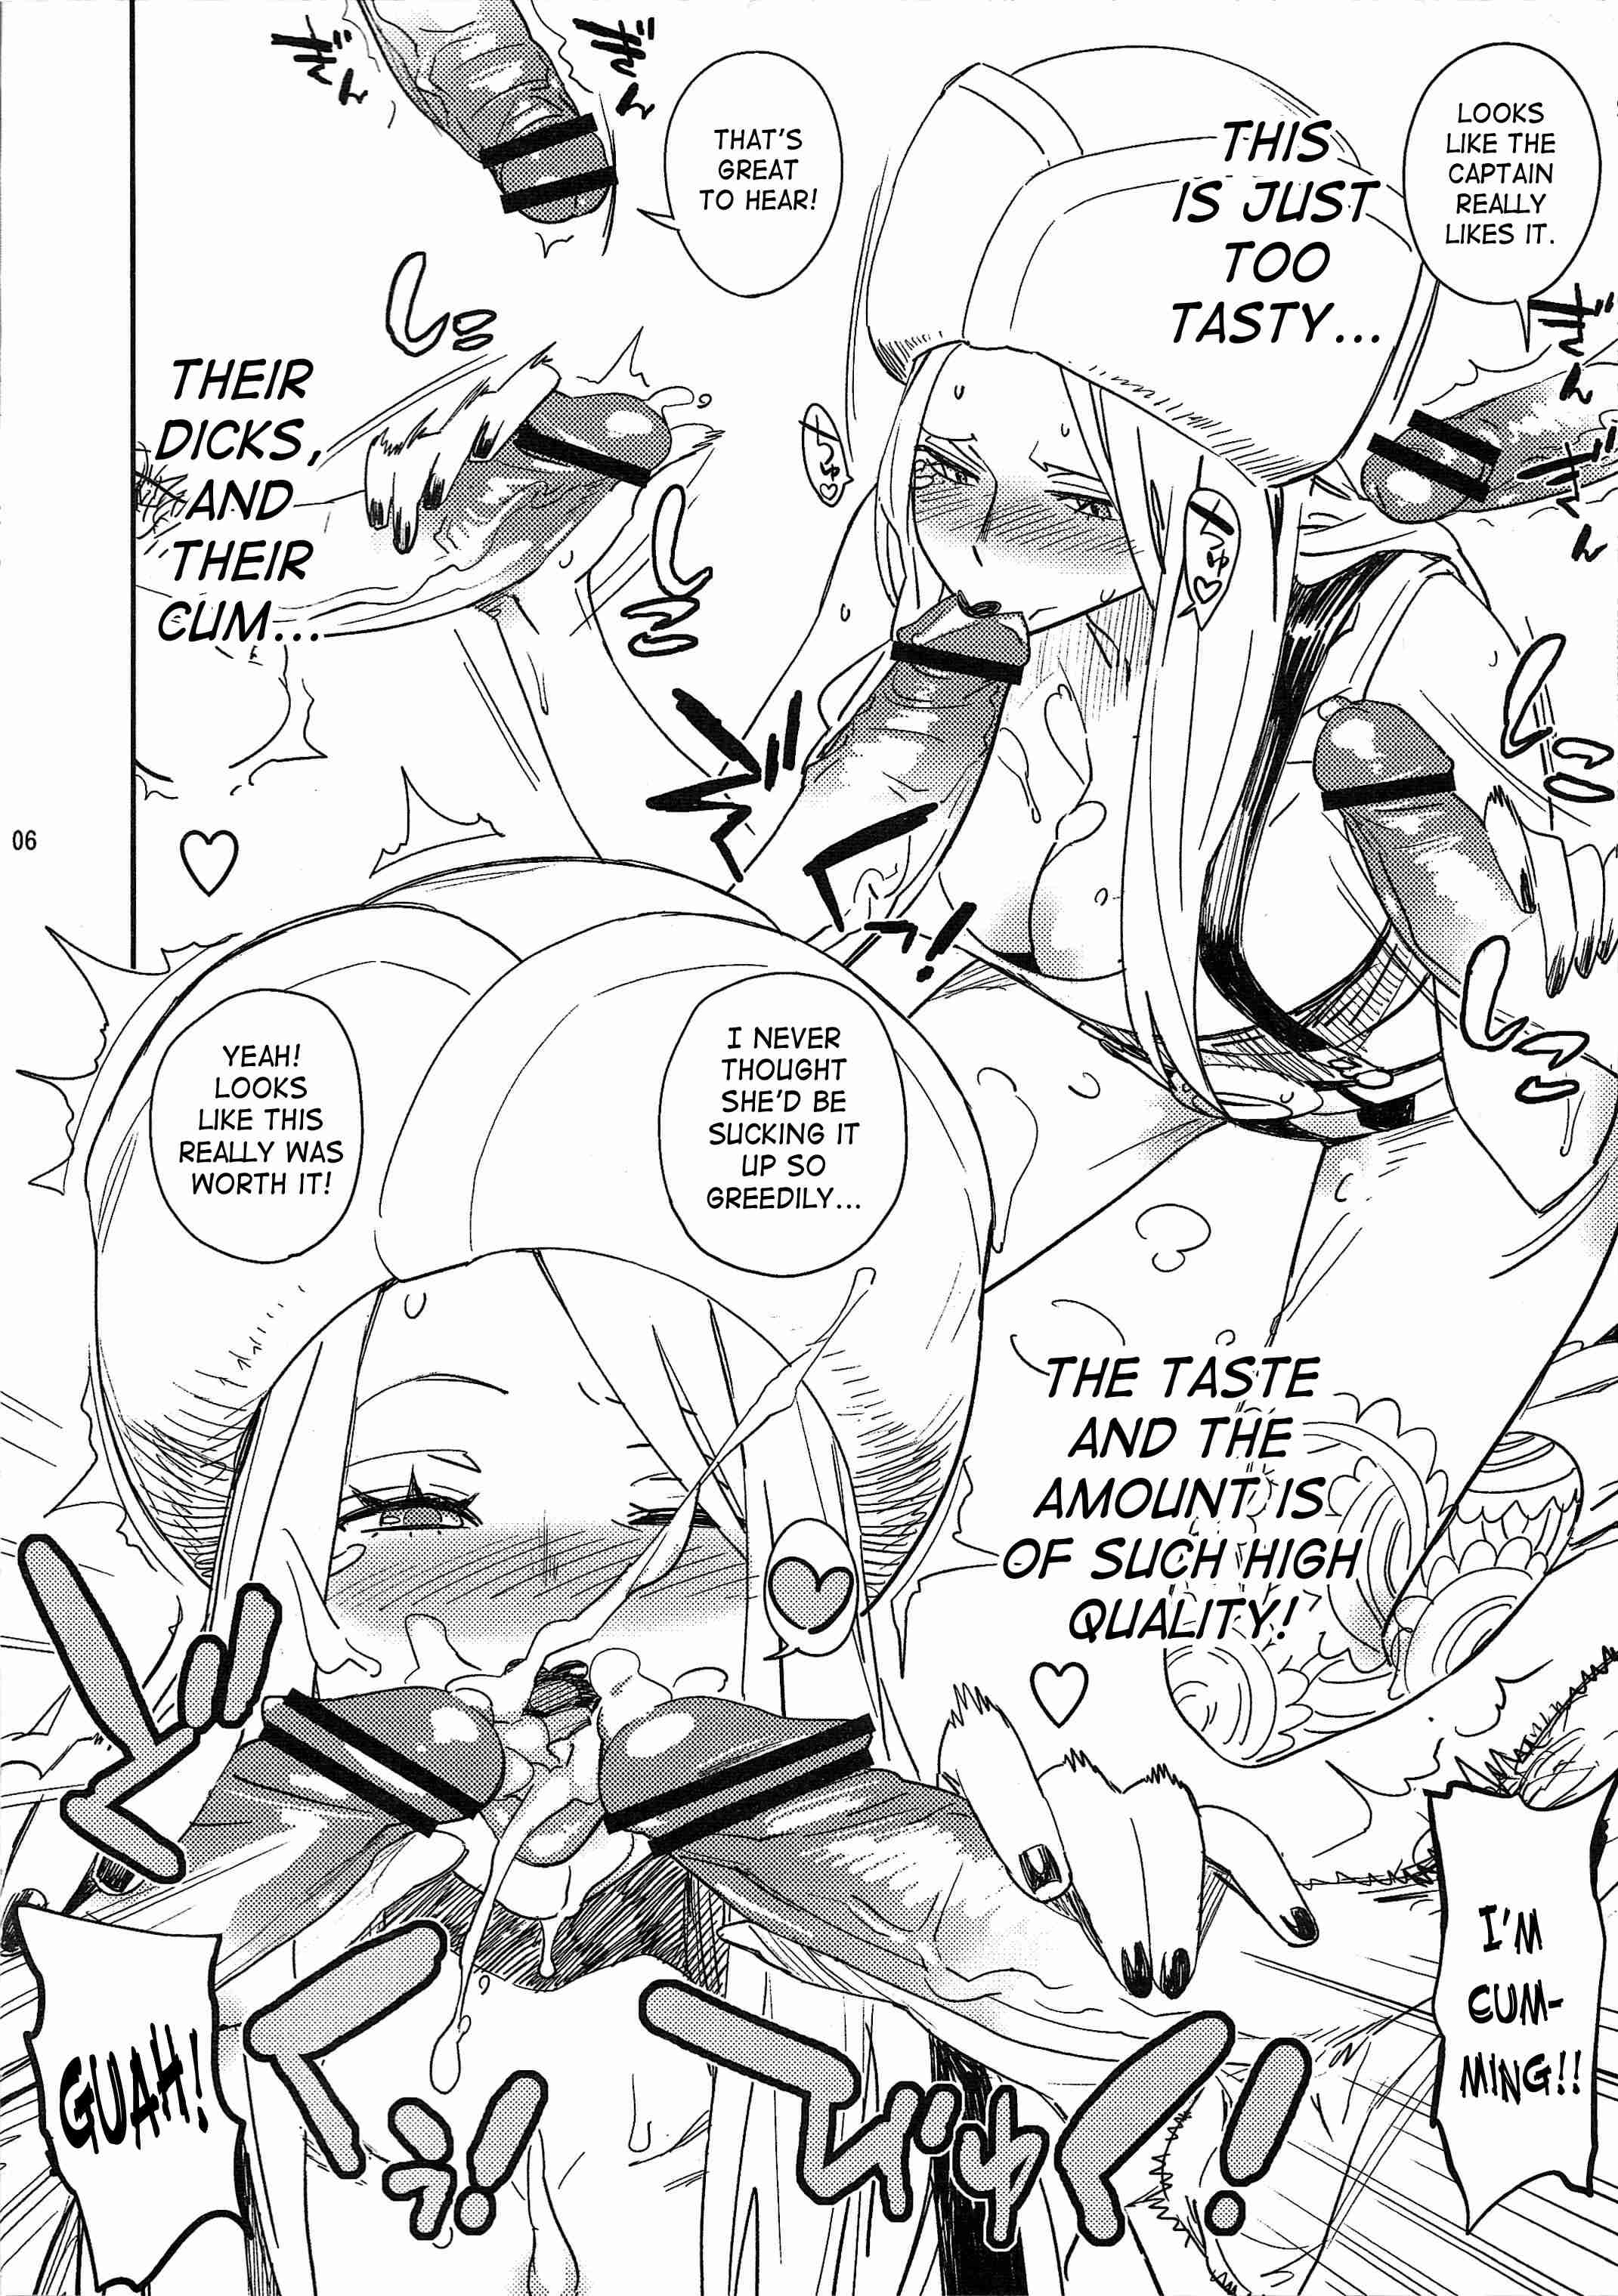 LOOKS
LIKE THE
CAPTAIN
REALLY
LIKES IT.
THIS
IS JUST
TOO
TASTY...
THAT'S
GREAT
TO HEAR!
THEIR
DICKS,
AND
THEIR
CUM...
I NEVER
THOUGHT
SHE'D BE
SUCKING IT
UP SO
GREEDILY...
YEAH!
LOOKS
LIKE THIS
REALLY WAS
WORTH IT!
THE TASTE
AND THE
AMOUNT IS
OF SUCH HIGH
QUALITY!
I'M
CUM-
MING!!
GUAH!
06